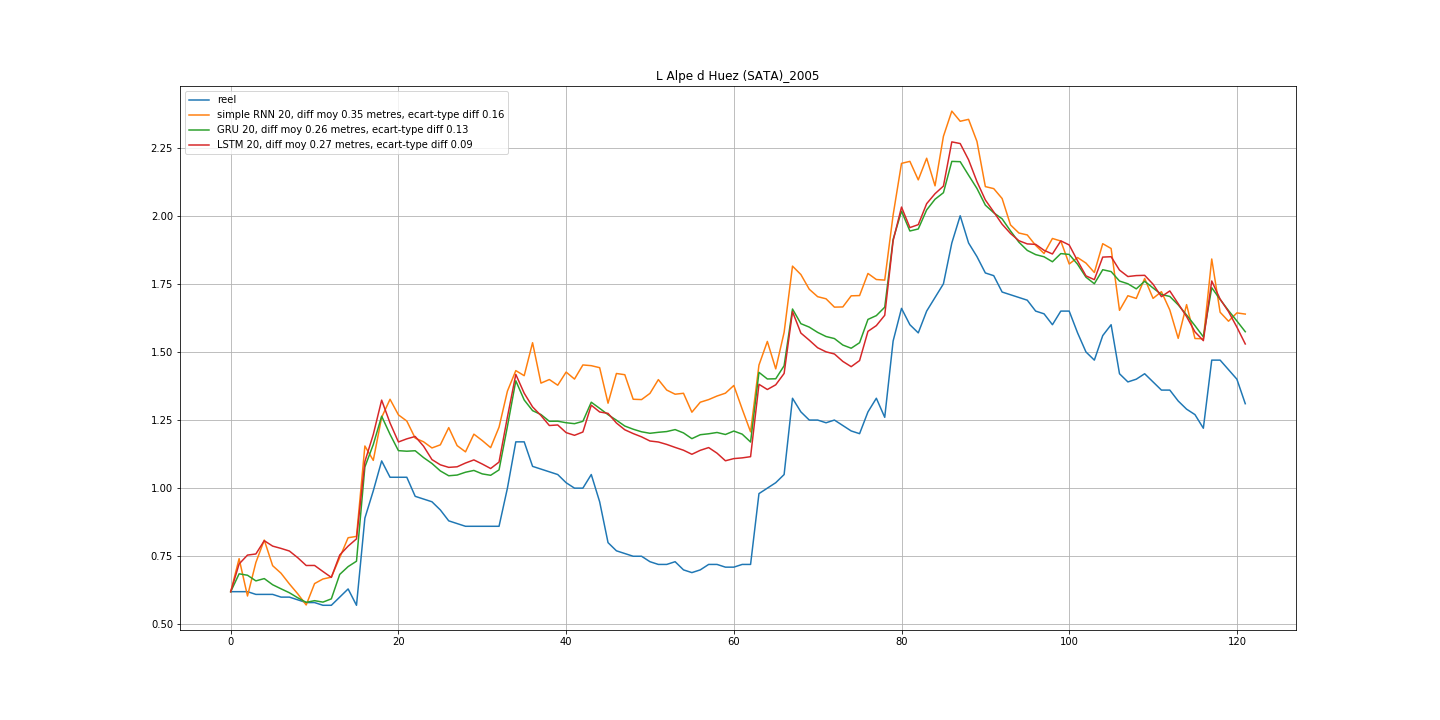 L Alpe d Huez (SATA)_2005
reel
simple RNN 20, diff moy 0.35 metres, ecart-type diff 0.16
GRU 20, diff moy 0.26 metres, ecart-type diff 0.13
LSTM 20, diff moy 0.27 metres, ecart-type diff 0.09
2.25
2.00
1.75
1.50
1.25
1.00
0.75
0.50
0 20 40 60 80 100 120